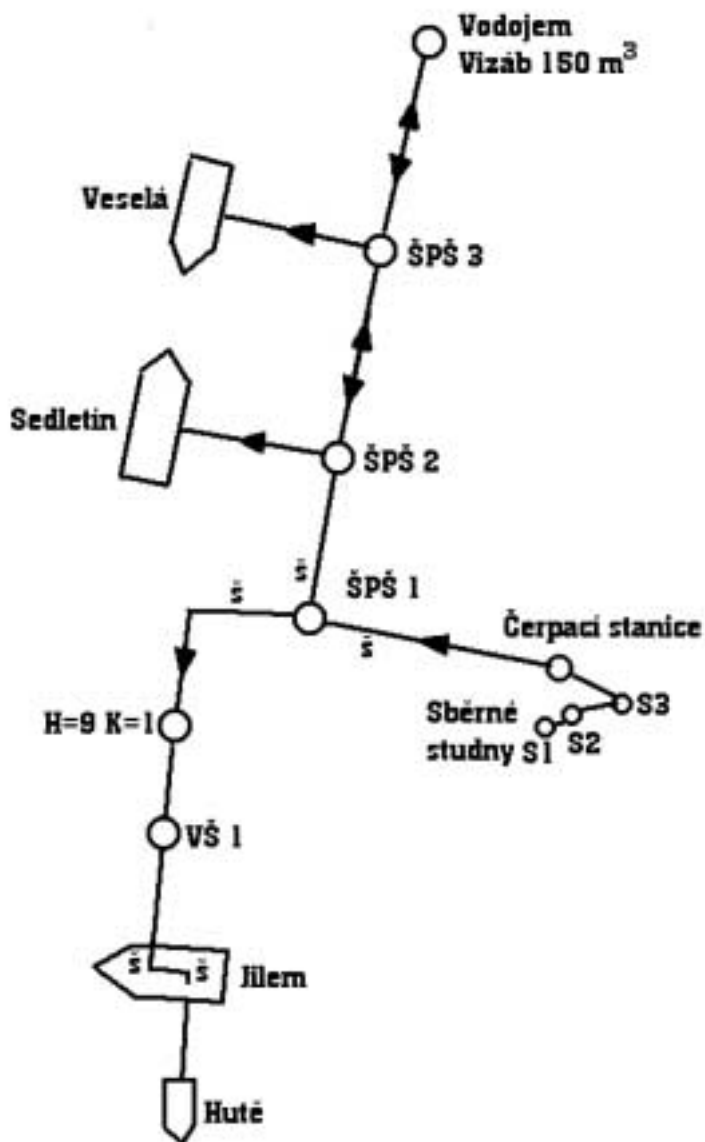 Vodojem
Vizáb 150 m³
Veselá
ŠPŠ 3
Sedletín
ŠPŠ 2
Š
Š
ŠPŠ 1
Š
Čerpací stanice
H=9 K=1
Sběrné
studny S1
S2
S3
VŠ 1
Š
Š
Jilem
Hutě